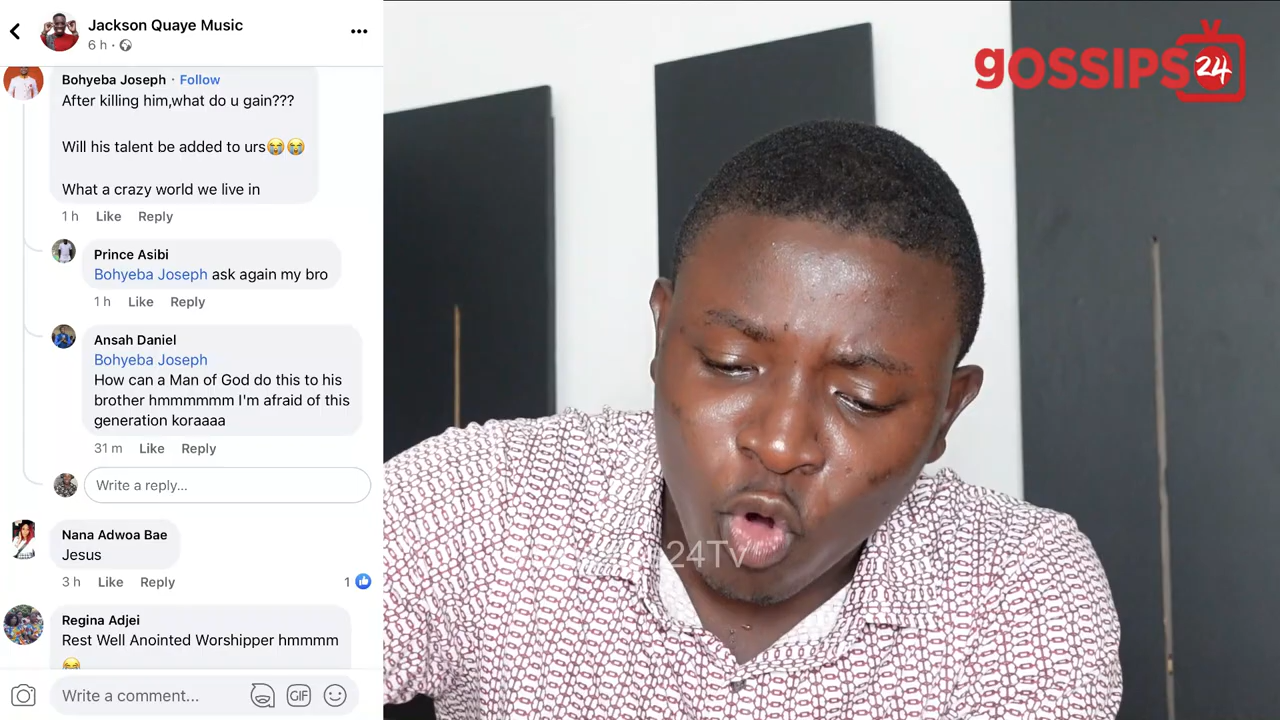 Jackson Quaye Music
6 h ·
Bohyeba Joseph · Follow
After killing him,what do u gain???
Will his talent be added to urs😭😭
What a crazy world we live in
1 h Like Reply
Prince Asibi
Bohyeba Joseph ask again my bro
1 h Like Reply
Ansah Daniel
Bohyeba Joseph
How can a Man of God do this to his
brother hmmmmmm I'm afraid of this
generation koraaaa
31 m Like Reply
Write a reply...
Nana Adwoa Bae
Jesus
3 h Like Reply 1
Regina Adjei
Rest Well Anointed Worshipper hmmmm
😭
Write a comment...
GIF
gOSSIPS 24
24Tv